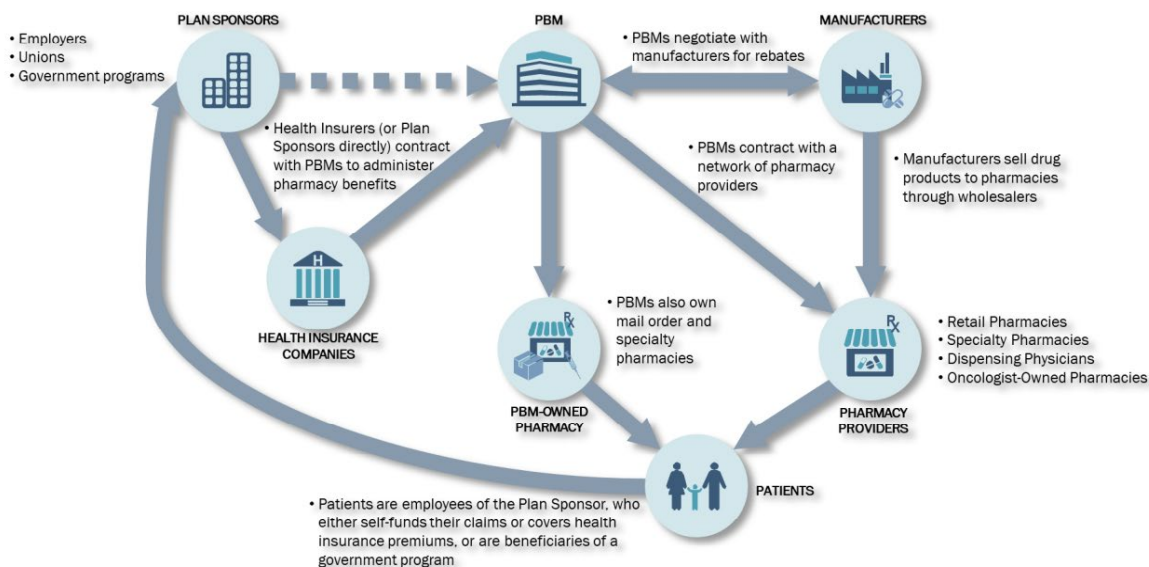 PLAN SPONSORS
• Employers
• Unions
• Government programs
PBM
MANUFACTURERS
• PBMs negotiate with
manufacturers for rebates
• Health Insurers (or Plan
Sponsors directly) contract
with PBMs to administer
pharmacy benefits
• PBMs contract with a
network of pharmacy
providers
• Manufacturers sell drug
products to pharmacies
through wholesalers
H
HEALTH INSURANCE
COMPANIES
• PBMs also own
mail order and
specialty
pharmacies
Rx
PBM-OWNED
PHARMACY
Rx
PHARMACY
PROVIDERS
• Retail Pharmacies
• Specialty Pharmacies
• Dispensing Physicians
• Oncologist-Owned Pharmacies
PATIENTS
• Patients are employees of the Plan Sponsor, who
either self-funds their claims or covers health
insurance premiums, or are beneficiaries of a
government program